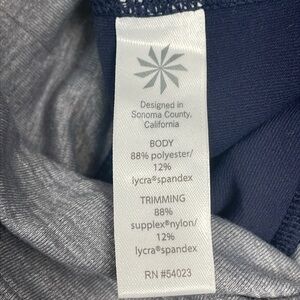 Designed in
Sonoma County,
California
BODY
88% polyester/
12%
lycra®spandex
TRIMMING
88%
supplex®nylon/
12%
lycra®spandex
RN #54023